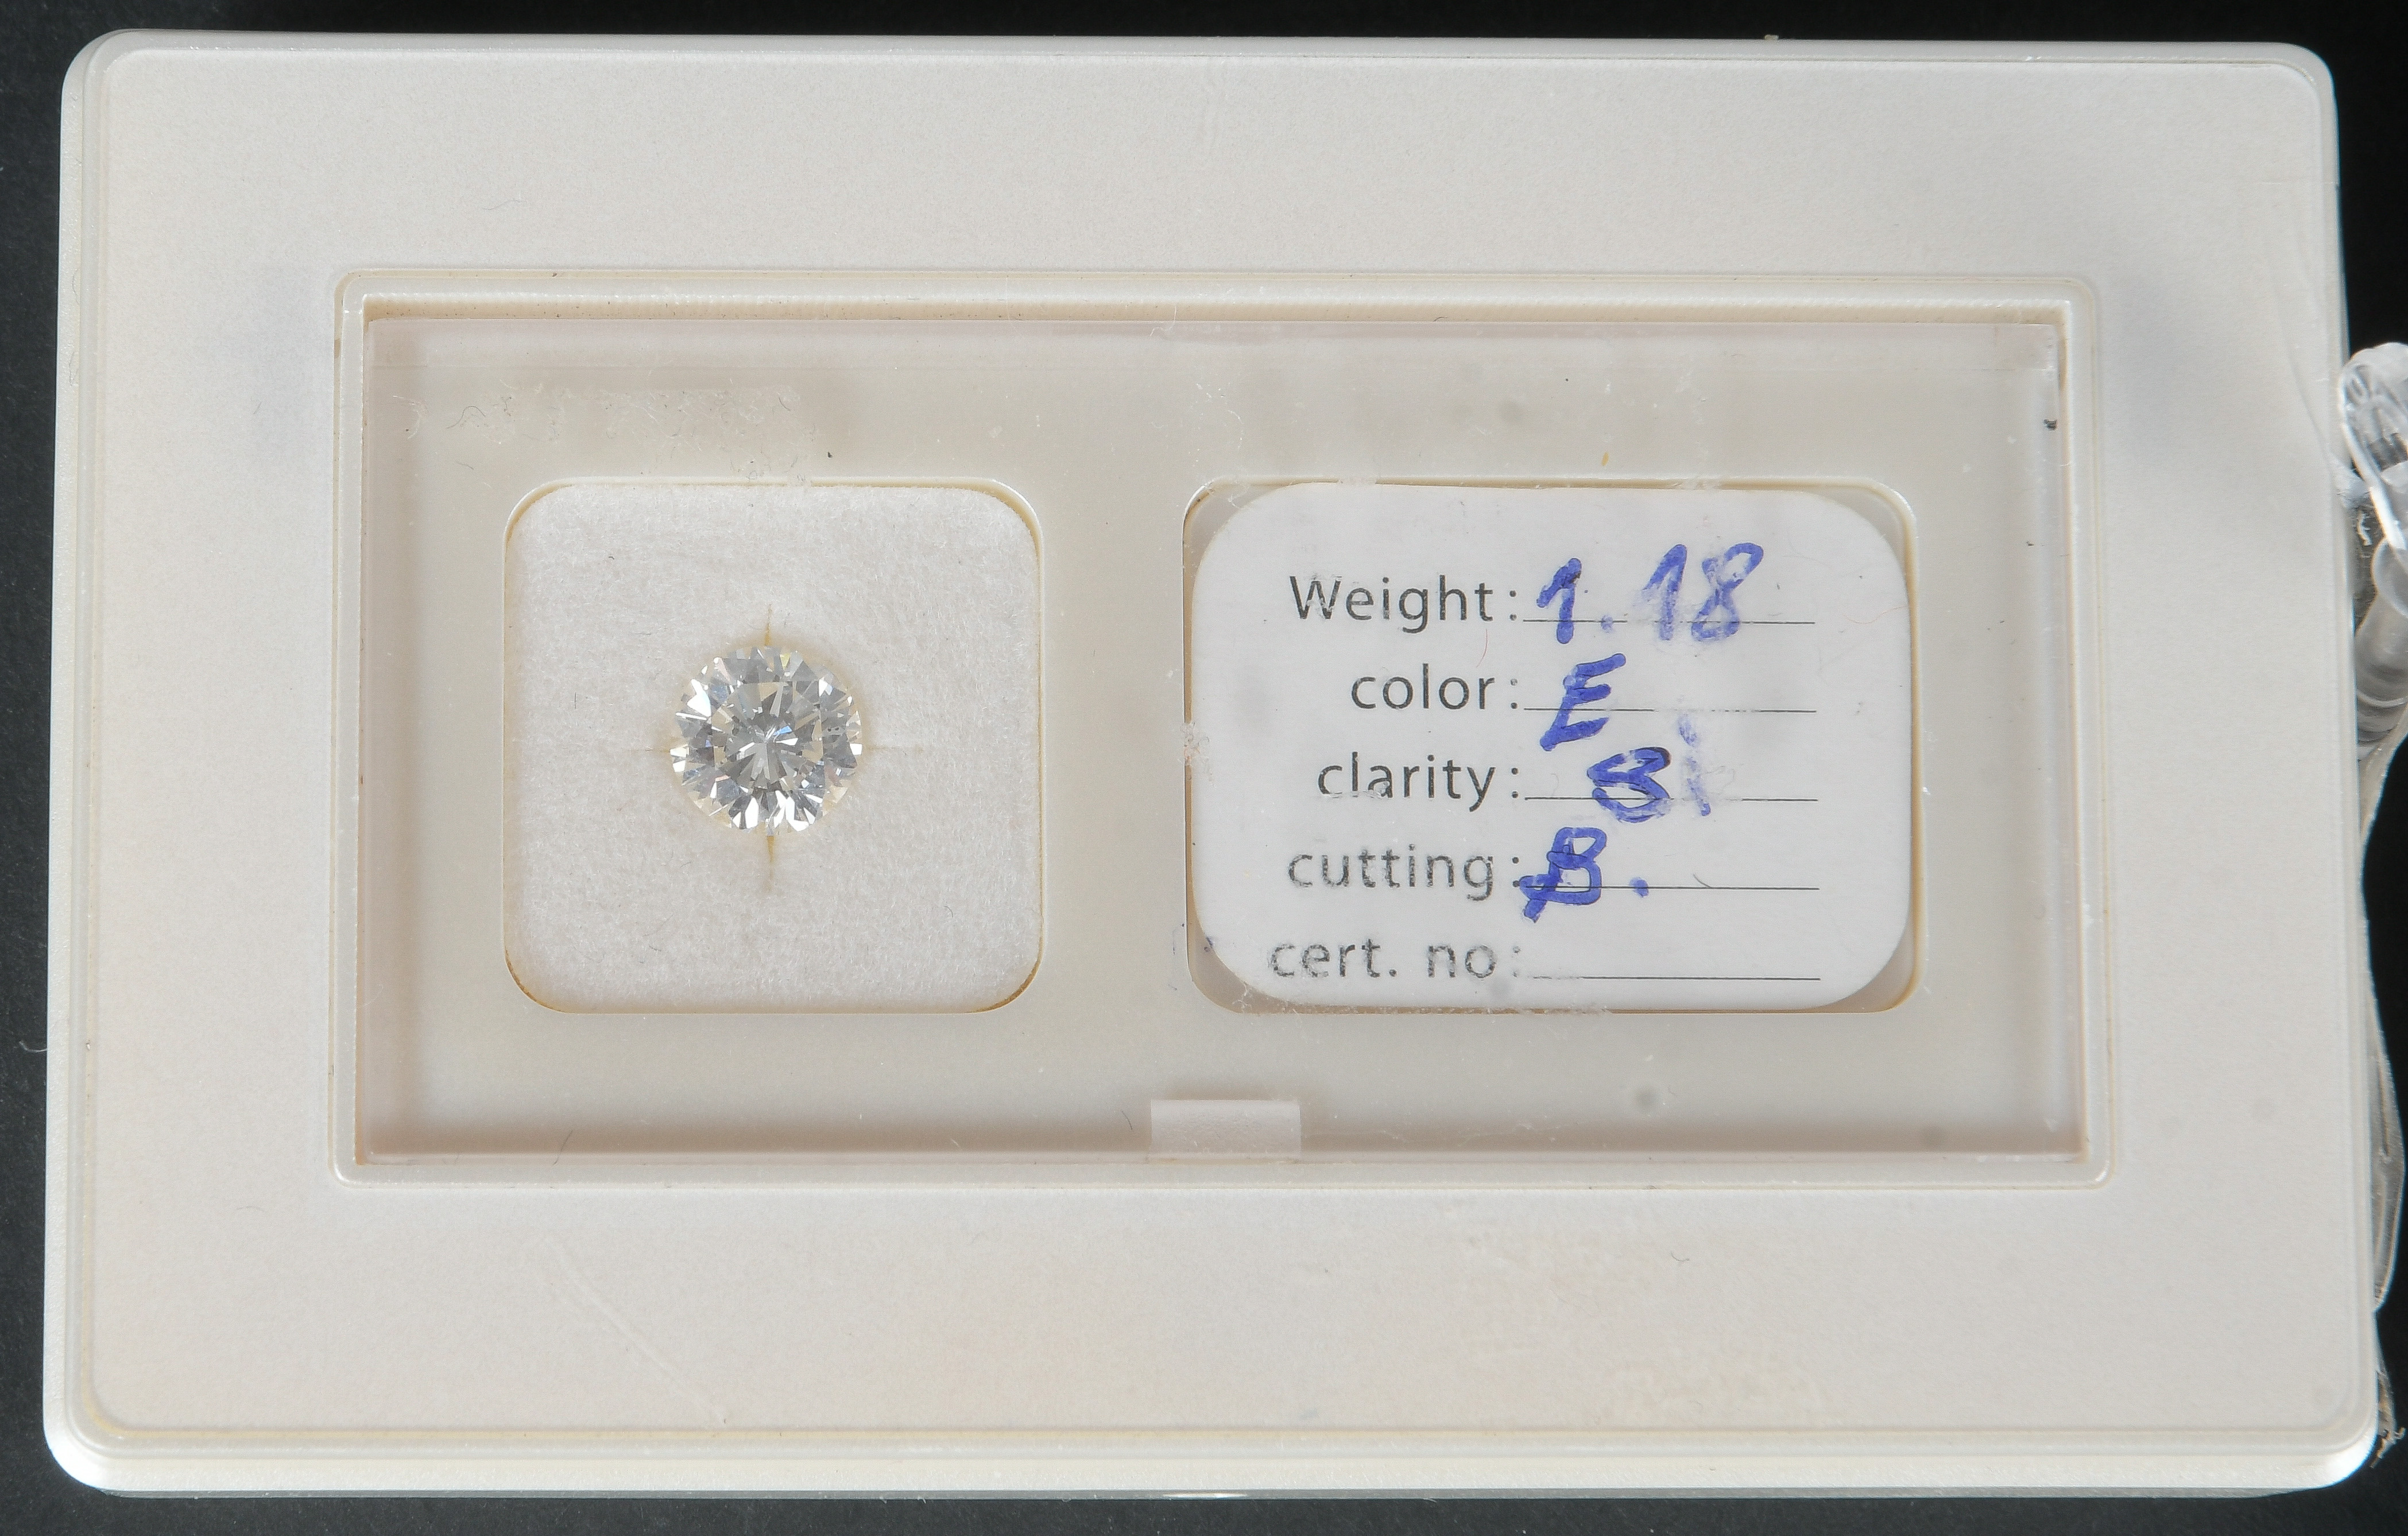 Weight: 1.18
color: E
clarity: Si
cutting: B.
cert. no: